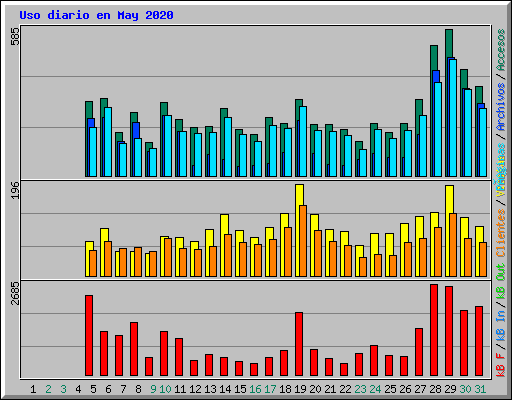 Uso diario en May 2020
585
196
2685
Accesos
/
Archivos
/
Clientes
/
kB Out
/
kB In
/
kB F
1 2 3 4 5 6 7 8 9 10 11 12 13 14 15 16 17 18 19 20 21 22 23 24 25 26 27 28 29 30 31